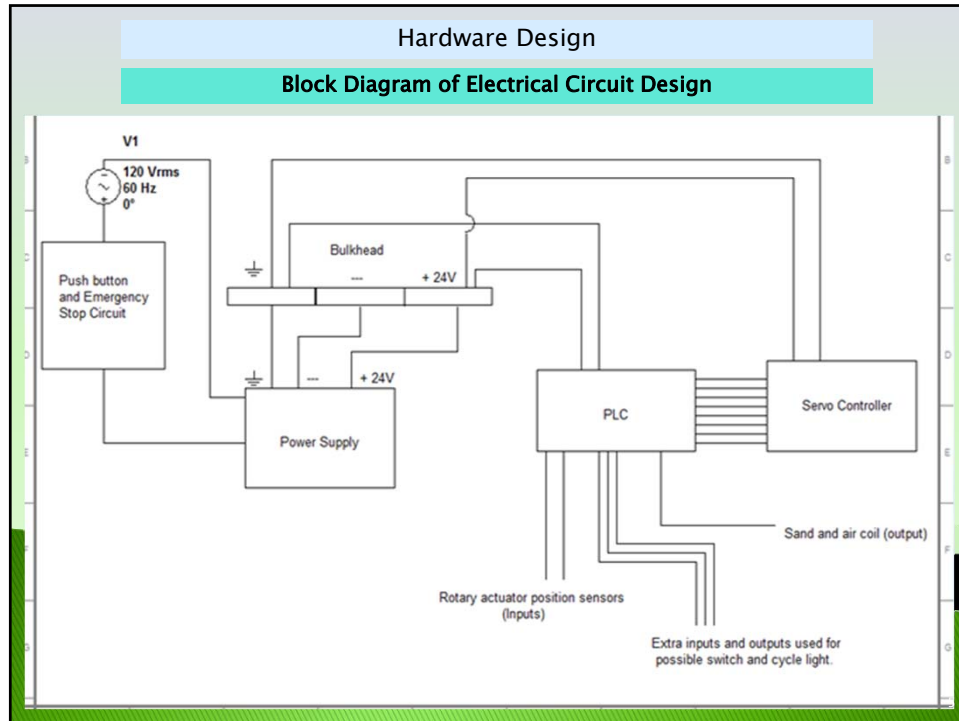 Hardware Design
Block Diagram of Electrical Circuit Design
V1
120 Vrms
60 Hz
0°
B
B
C
C
D
D
E
E
F
F
G
G
Push button
and Emergency
Stop Circuit
Bulkhead
---
+ 24V
---
+ 24V
Power Supply
PLC
Servo Controller
Sand and air coil (output)
Rotary actuator position sensors
(Inputs)
Extra inputs and outputs used for
possible switch and cycle light.